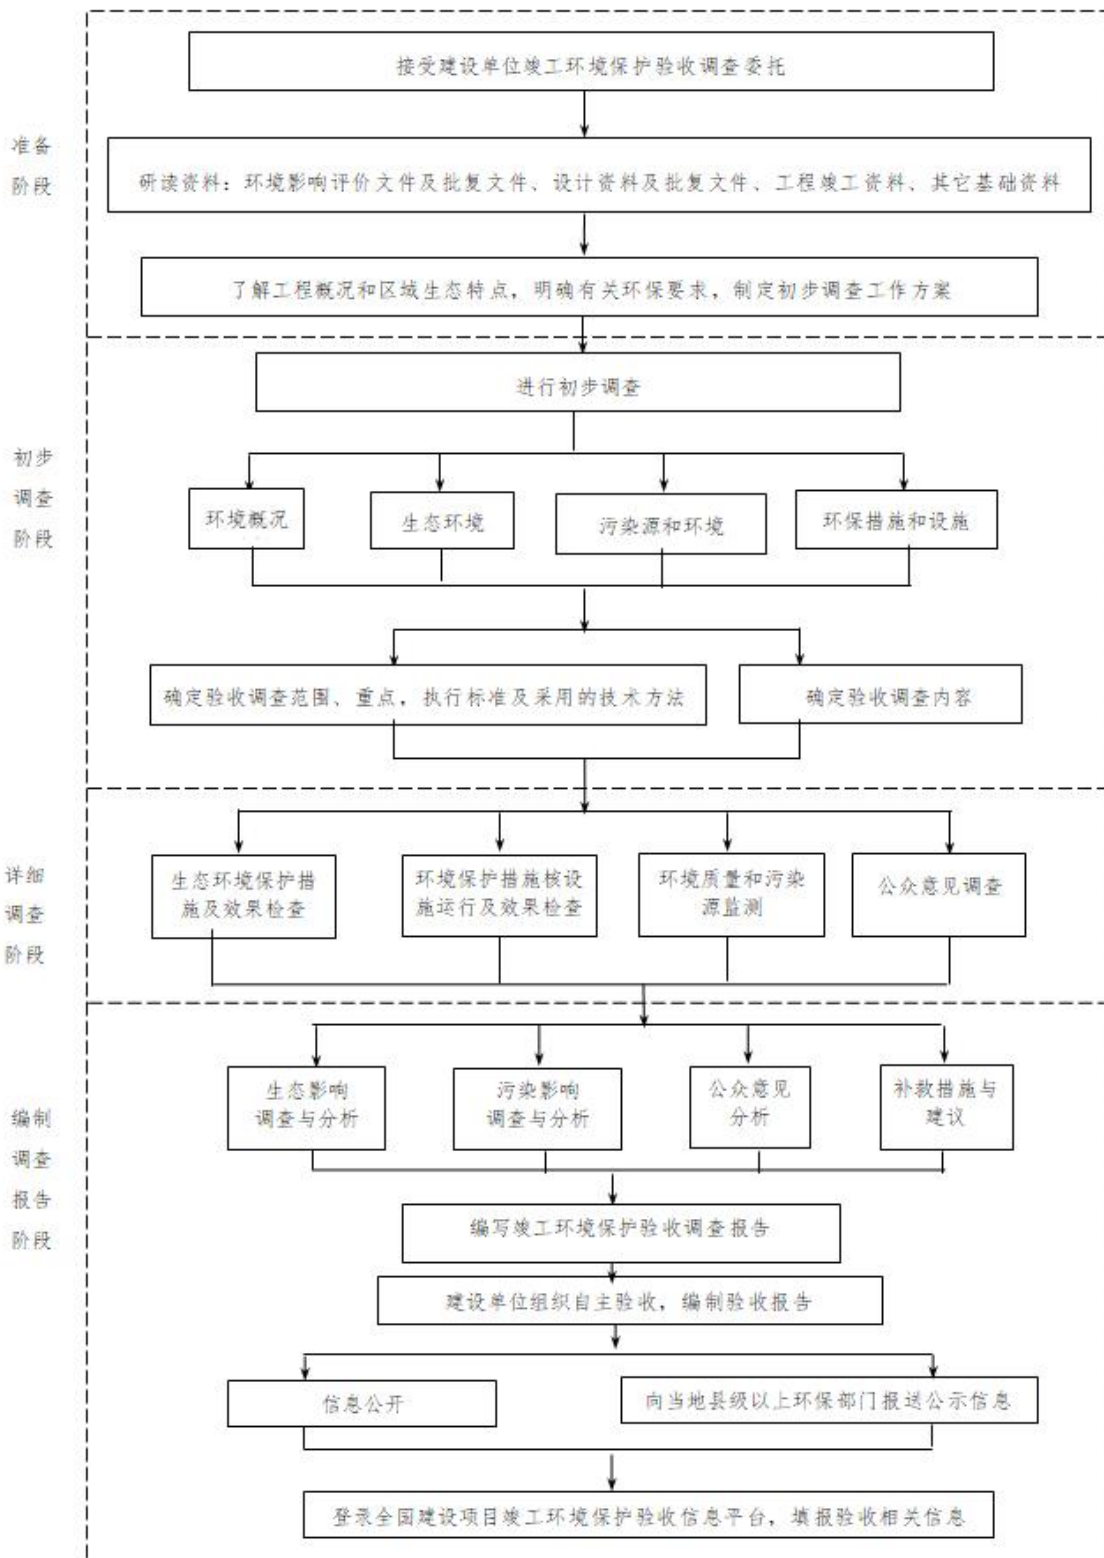 接受建设单位竣工环境保护验收调查委托
准备
阶段
研读资料：环境影响评价文件及批复文件、设计资料及批复文件、工程竣工资料、其它基础资料
了解工程概况和区域生态特点，明确有关环保要求，制定初步调查工作方案
进行初步调查
初步
调查
阶段
环境概况
生态环境
污染源和环境
环保措施和设施
确定验收调查范围、重点，执行标准及采用的技术方法
确定验收调查内容
详细
调查
阶段
生态环境保护措
施及效果检查
环境保护措施核设
施运行及效果检查
环境质量和污染
源监测
公众意见调查
编制
调查
报告
阶段
生态影响
调查与分析
污染影响
调查与分析
公众意见
分析
补救措施与
建议
编写竣工环境保护验收调查报告
建设单位组织自主验收，编制验收报告
信息公开
向当地县级以上环保部门报送公示信息
登录全国建设项目竣工环境保护验收信息平台，填报验收相关信息